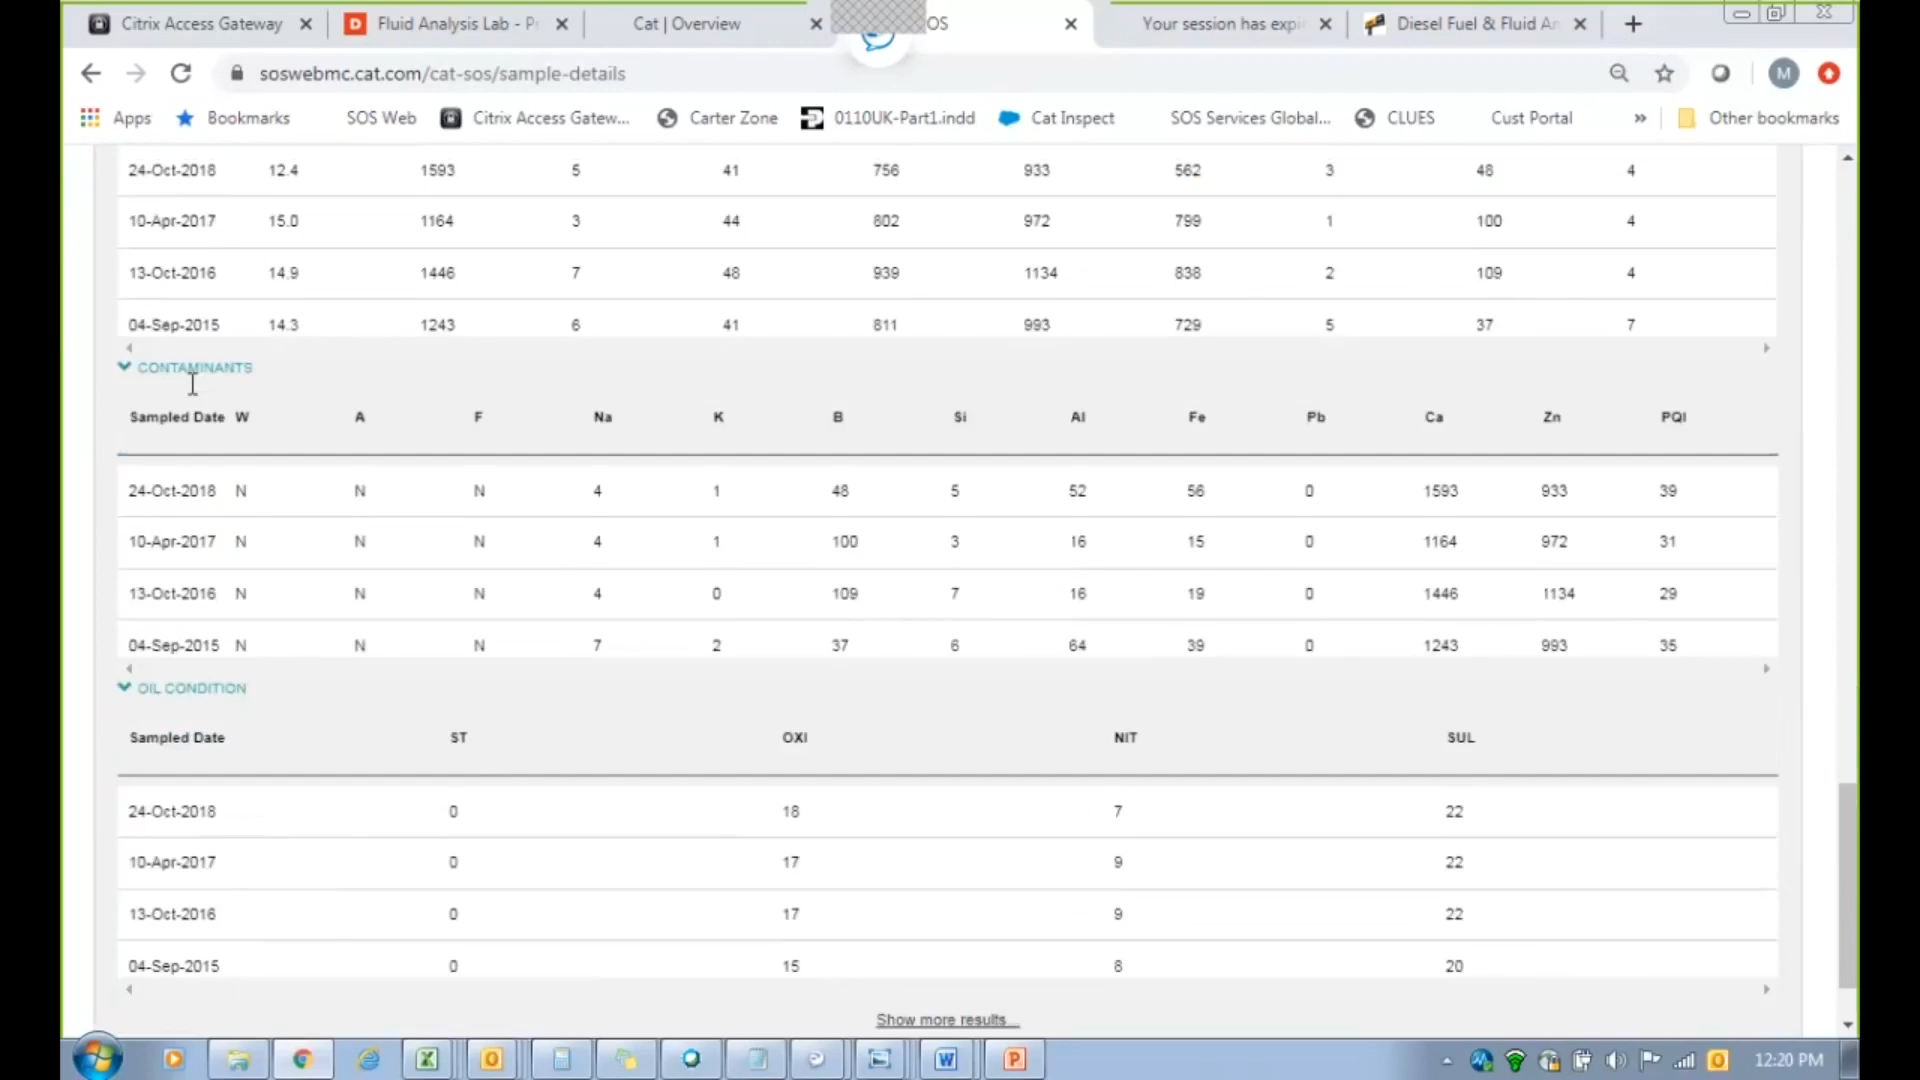 Citrix Access Gateway Fluid Analysis Lab - P Cat | Overview OS Your session has expi Diesel Fuel & Fluid An
soswebmc.cat.com/cat-sos/sample-details M
Apps Bookmarks SOS Web Citrix Access Gatew... Carter Zone 0110UK-Part1.indd Cat Inspect SOS Services Global... CLUES Cust Portal » Other bookmarks
24-Oct-2018 12.4 1593 5 41 756 933 562 3 48 4
10-Apr-2017 15.0 1164 3 44 802 972 799 1 100 4
13-Oct-2016 14.9 1446 7 48 939 1134 838 2 109 4
04-Sep-2015 14.3 1243 6 41 811 993 729 5 37 7
CONTAMINANTS
Sampled Date W A F Na K B Si Al Fe Pb Ca Zn PQI
24-Oct-2018 N N N 4 1 48 5 52 56 0 1593 933 39
10-Apr-2017 N N N 4 1 100 3 16 15 0 1164 972 31
13-Oct-2016 N N N 4 0 109 7 16 19 0 1446 1134 29
04-Sep-2015 N N N 7 2 37 6 64 39 0 1243 993 35
OIL CONDITION
Sampled Date ST OXI NIT SUL
24-Oct-2018 0 18 7 22
10-Apr-2017 0 17 9 22
13-Oct-2016 0 17 9 22
04-Sep-2015 0 15 8 20
Show more results...
12:20 PM